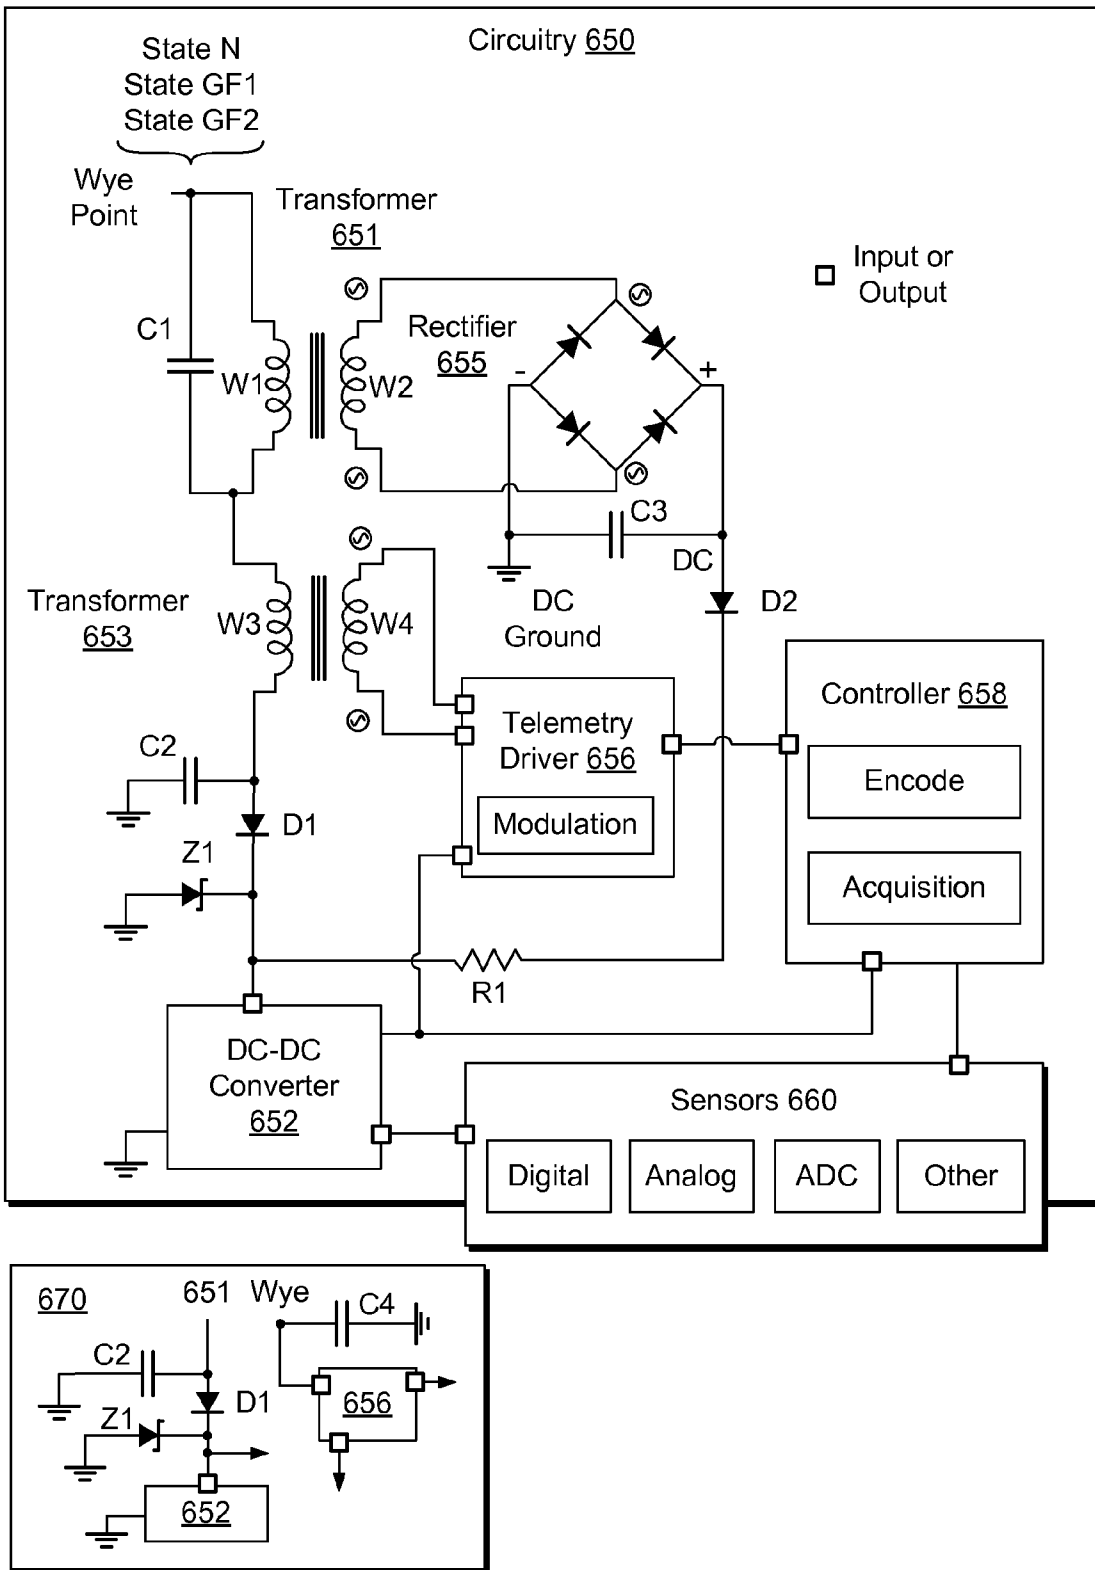 Circuitry 650
State N
State GF1
State GF2
Wye
Point
Transformer
651
Input or
Output
C1
W1
W2
Rectifier
655
-
+
C3
DC
DC
Ground
D2
Transformer
653
W3
W4
Controller 658
Encode
Acquisition
Telemetry
Driver 656
Modulation
C2
D1
Z1
R1
DC-DC
Converter
652
Sensors 660
Digital
Analog
ADC
Other
670
651
Wye
C4
C2
D1
Z1
656
652